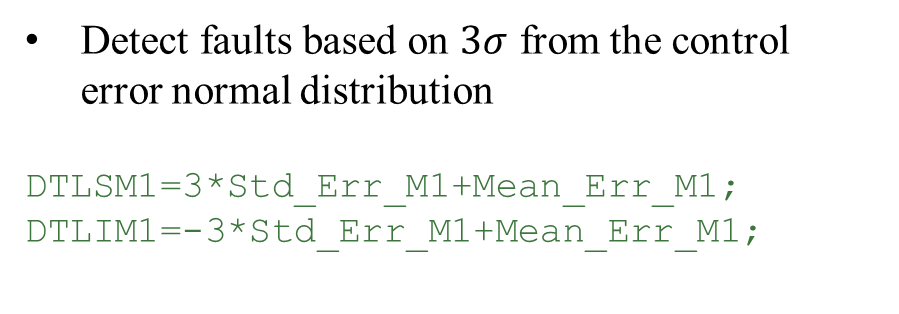 • Detect faults based on 3σ from the control
error normal distribution
DTLSM1=3*Std_Err_M1+Mean_Err_M1;
DTLIM1=-3*Std_Err_M1+Mean_Err_M1;